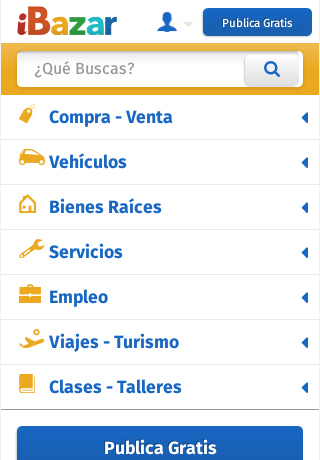 iBazar
Publica Gratis
¿Qué Buscas?
Compra - Venta
Vehículos
Bienes Raíces
Servicios
Empleo
Viajes - Turismo
Clases - Talleres
Publica Gratis